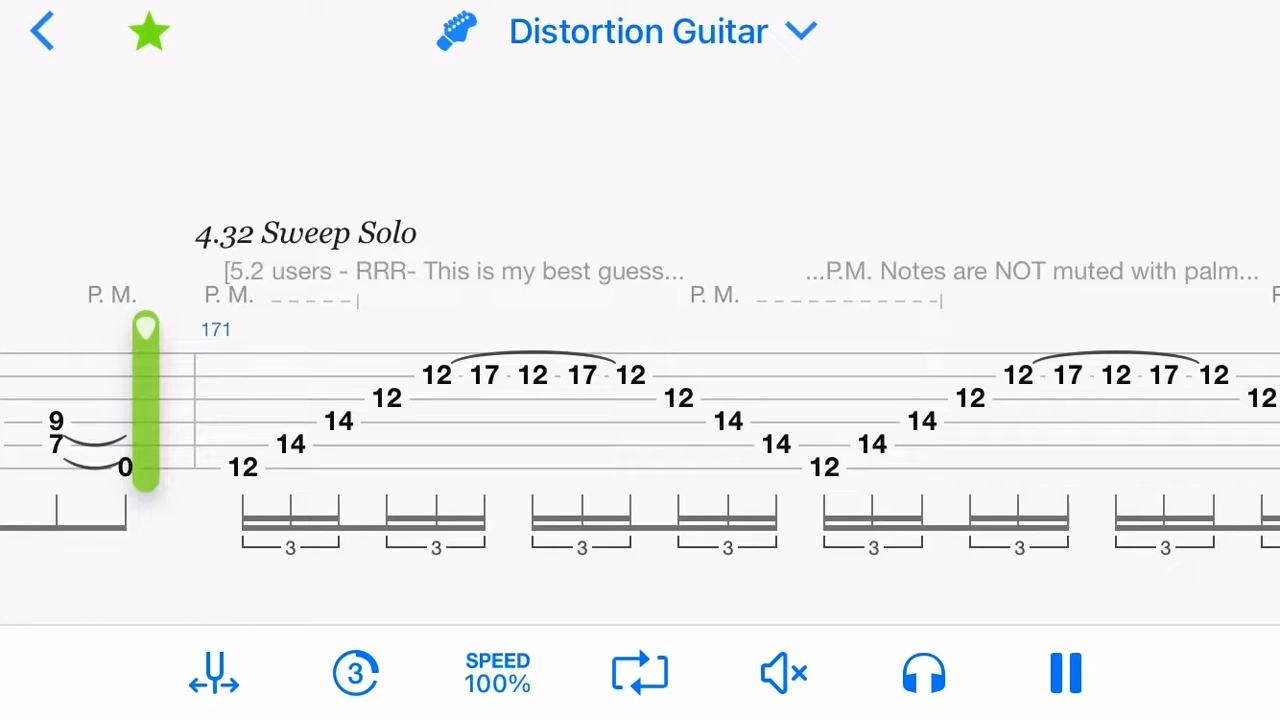 Distortion Guitar
4.32 Sweep Solo
[5.2 users - RRR- This is my best guess... ...P.M. Notes are NOT muted with palm...
P. M. P. M. P. M. P
171
12 17 12 17 12 12 17 12 17 12
12 12 12 12
9 14 14 14
7 14 14 14
0 12 12
3 3 3 3 3 3 3
3 SPEED
100%